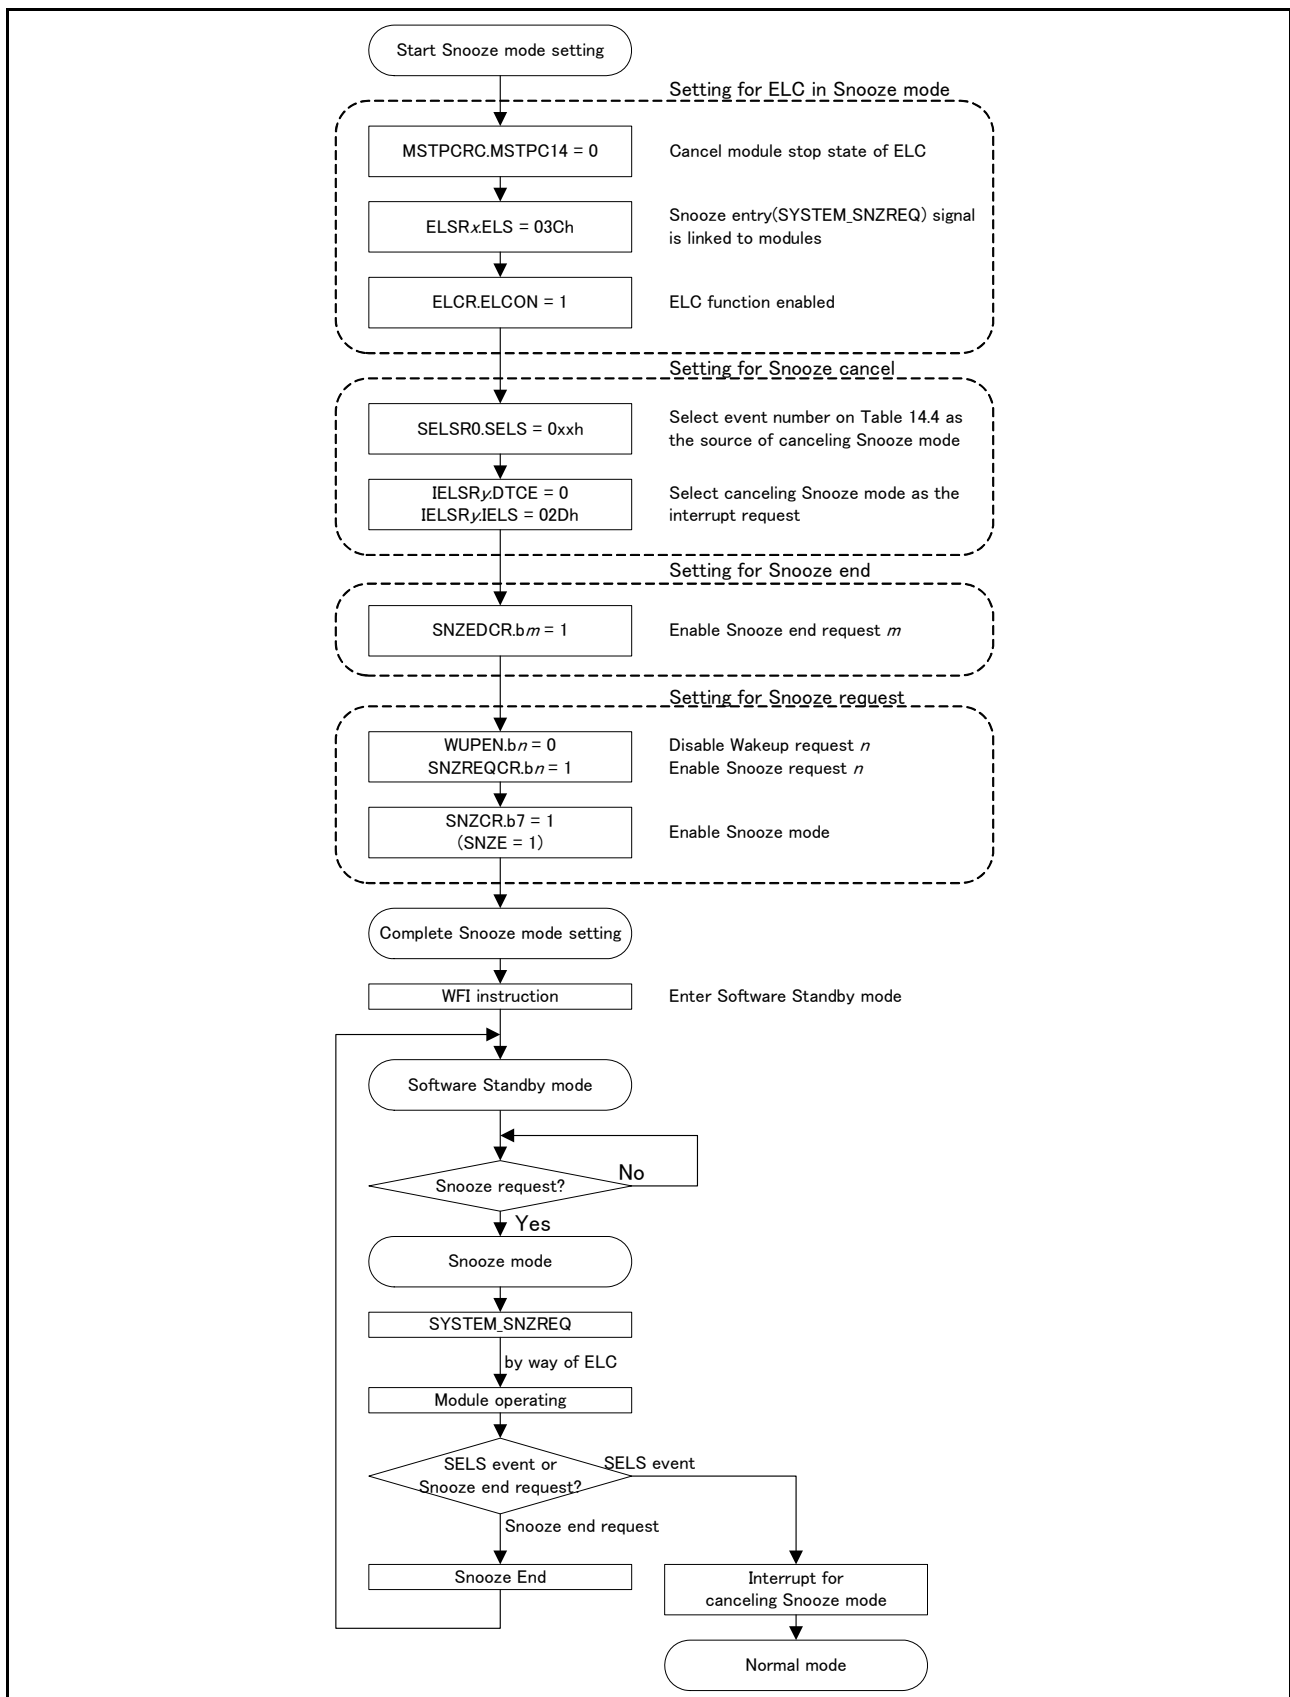 Start Snooze mode setting
Setting for ELC in Snooze mode
MSTPCRC.MSTPC14 = 0
Cancel module stop state of ELC
ELSRx.ELS = 03Ch
Snooze entry(SYSTEM_SNZREQ) signal
is linked to modules
ELCR.ELCON = 1
ELC function enabled
Setting for Snooze cancel
SELSR0.SELS = 0xxh
Select event number on Table 14.4 as
the source of canceling Snooze mode
IELSRy.DTCE = 0
IELSRy.IELS = 02Dh
Select canceling Snooze mode as the
interrupt request
Setting for Snooze end
SNZEDCR.bm = 1
Enable Snooze end request m
Setting for Snooze request
WUPEN.bn = 0
SNZREQCR.bn = 1
Disable Wakeup request n
Enable Snooze request n
SNZCR.b7 = 1
(SNZE = 1)
Enable Snooze mode
Complete Snooze mode setting
WFI instruction
Enter Software Standby mode
Software Standby mode
Snooze request?
No
Yes
Snooze mode
SYSTEM_SNZREQ
by way of ELC
Module operating
SELS event or
Snooze end request?
SELS event
Snooze end request
Snooze End
Interrupt for
canceling Snooze mode
Normal mode